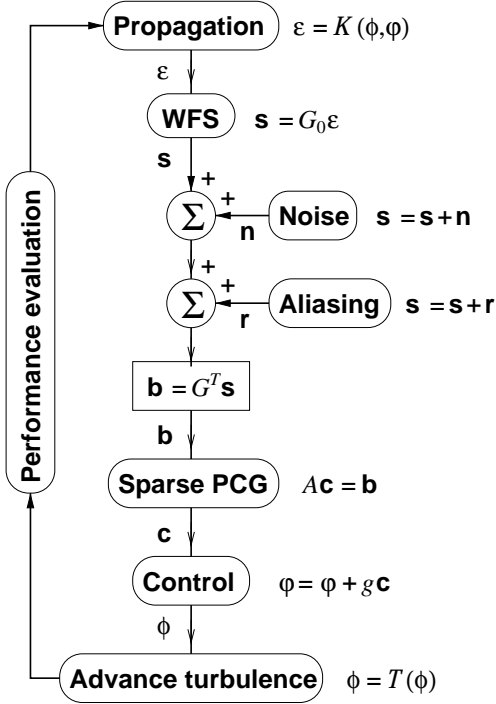 Propagation ε = K(ϕ,φ)
ε
WFS s = G₀ε
s
+
+
Σ n Noise s = s + n
+
+
Σ r Aliasing s = s + r
b = Gᵀs
b
Sparse PCG Ac = b
c
Control φ = φ + gc
ϕ
Advance turbulence ϕ = T(ϕ)
Performance evaluation